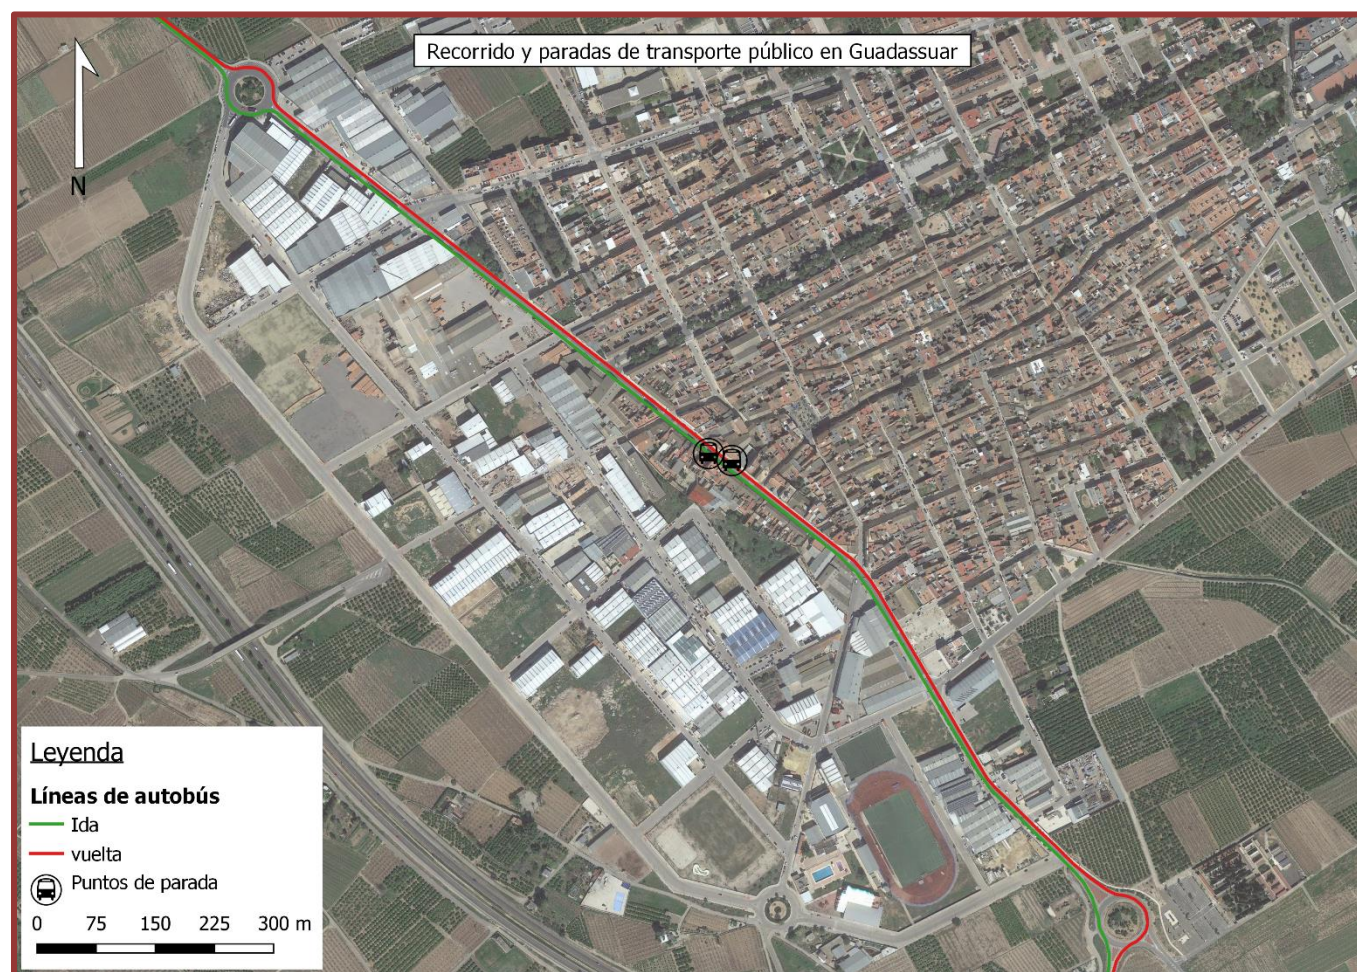 Recorrido y paradas de transporte público en Guadassuar
N
Leyenda
Líneas de autobús
Ida
vuelta
Puntos de parada
0 75 150 225 300 m